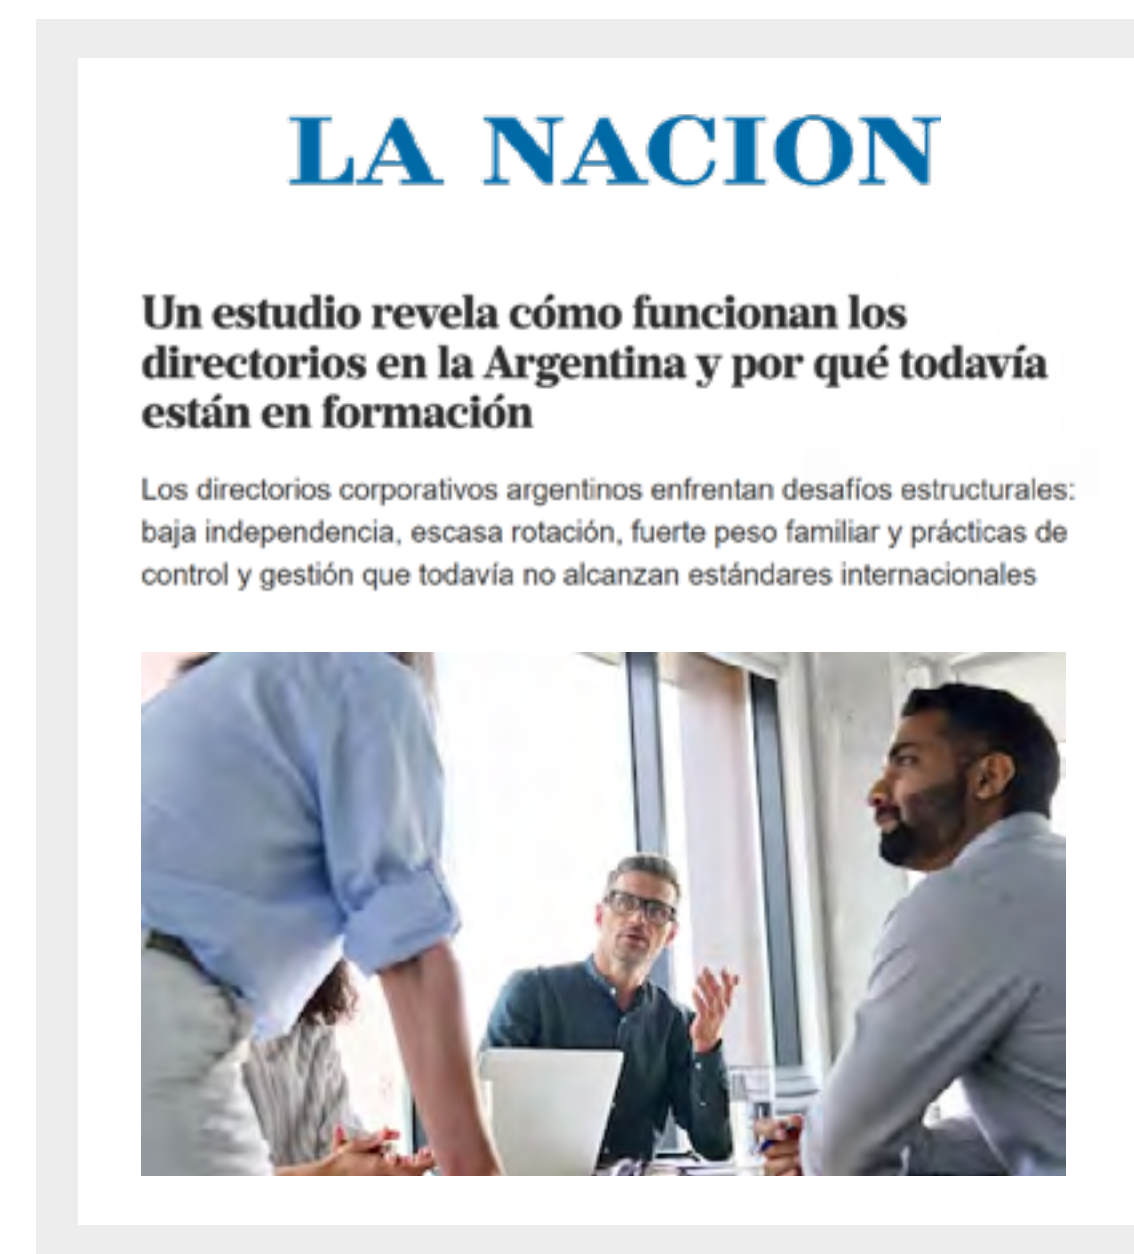 LA NACION
Un estudio revela cómo funcionan los
directorios en la Argentina y por qué todavía
están en formación
Los directorios corporativos argentinos enfrentan desafíos estructurales:
baja independencia, escasa rotación, fuerte peso familiar y prácticas de
control y gestión que todavía no alcanzan estándares internacionales